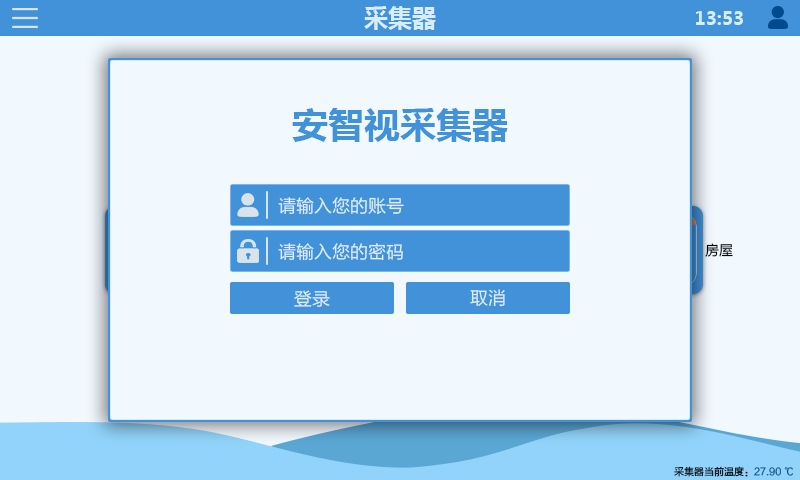 采集器
13:53
安智视采集器
请输入您的账号
请输入您的密码
登录 取消
房屋
采集器当前温度: 27.90 ℃